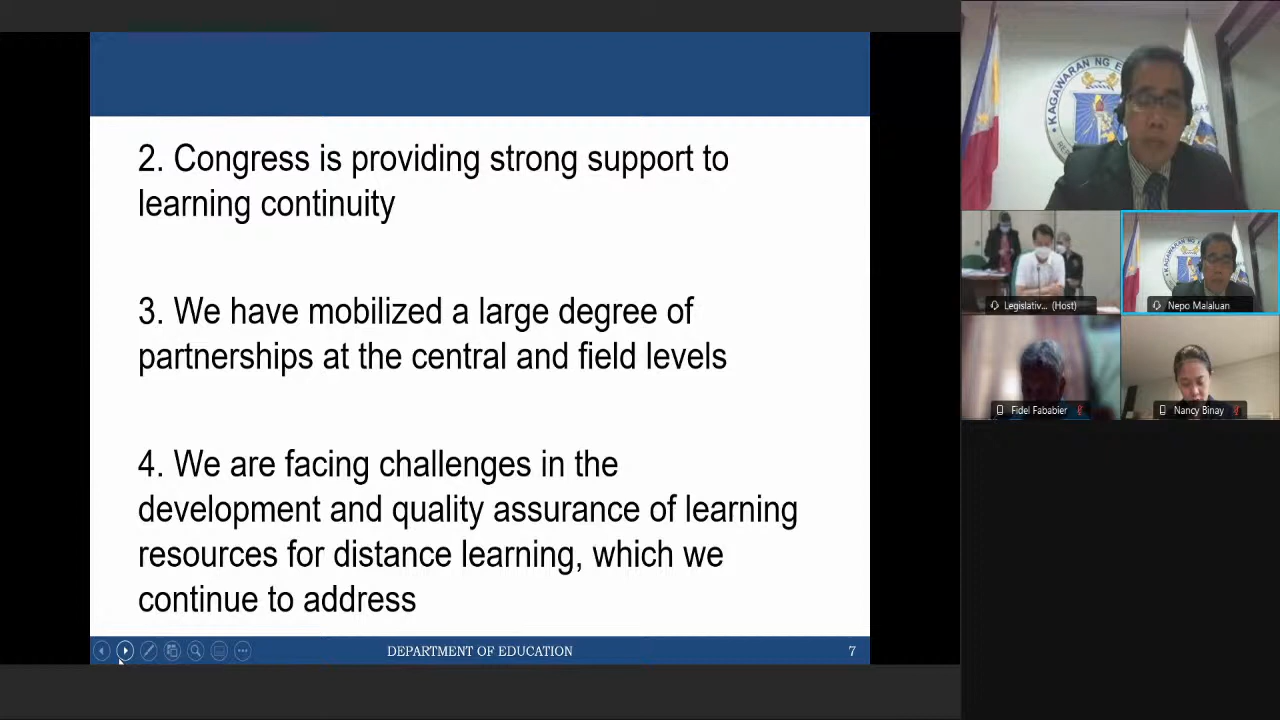 2. Congress is providing strong support to
learning continuity
3. We have mobilized a large degree of
partnerships at the central and field levels
4. We are facing challenges in the
development and quality assurance of learning
resources for distance learning, which we
continue to address
DEPARTMENT OF EDUCATION
7
KAGAWARAN NG
Legislativ... (Host)
Nepo Malaluan
Fidel Fababier
Nancy Binay